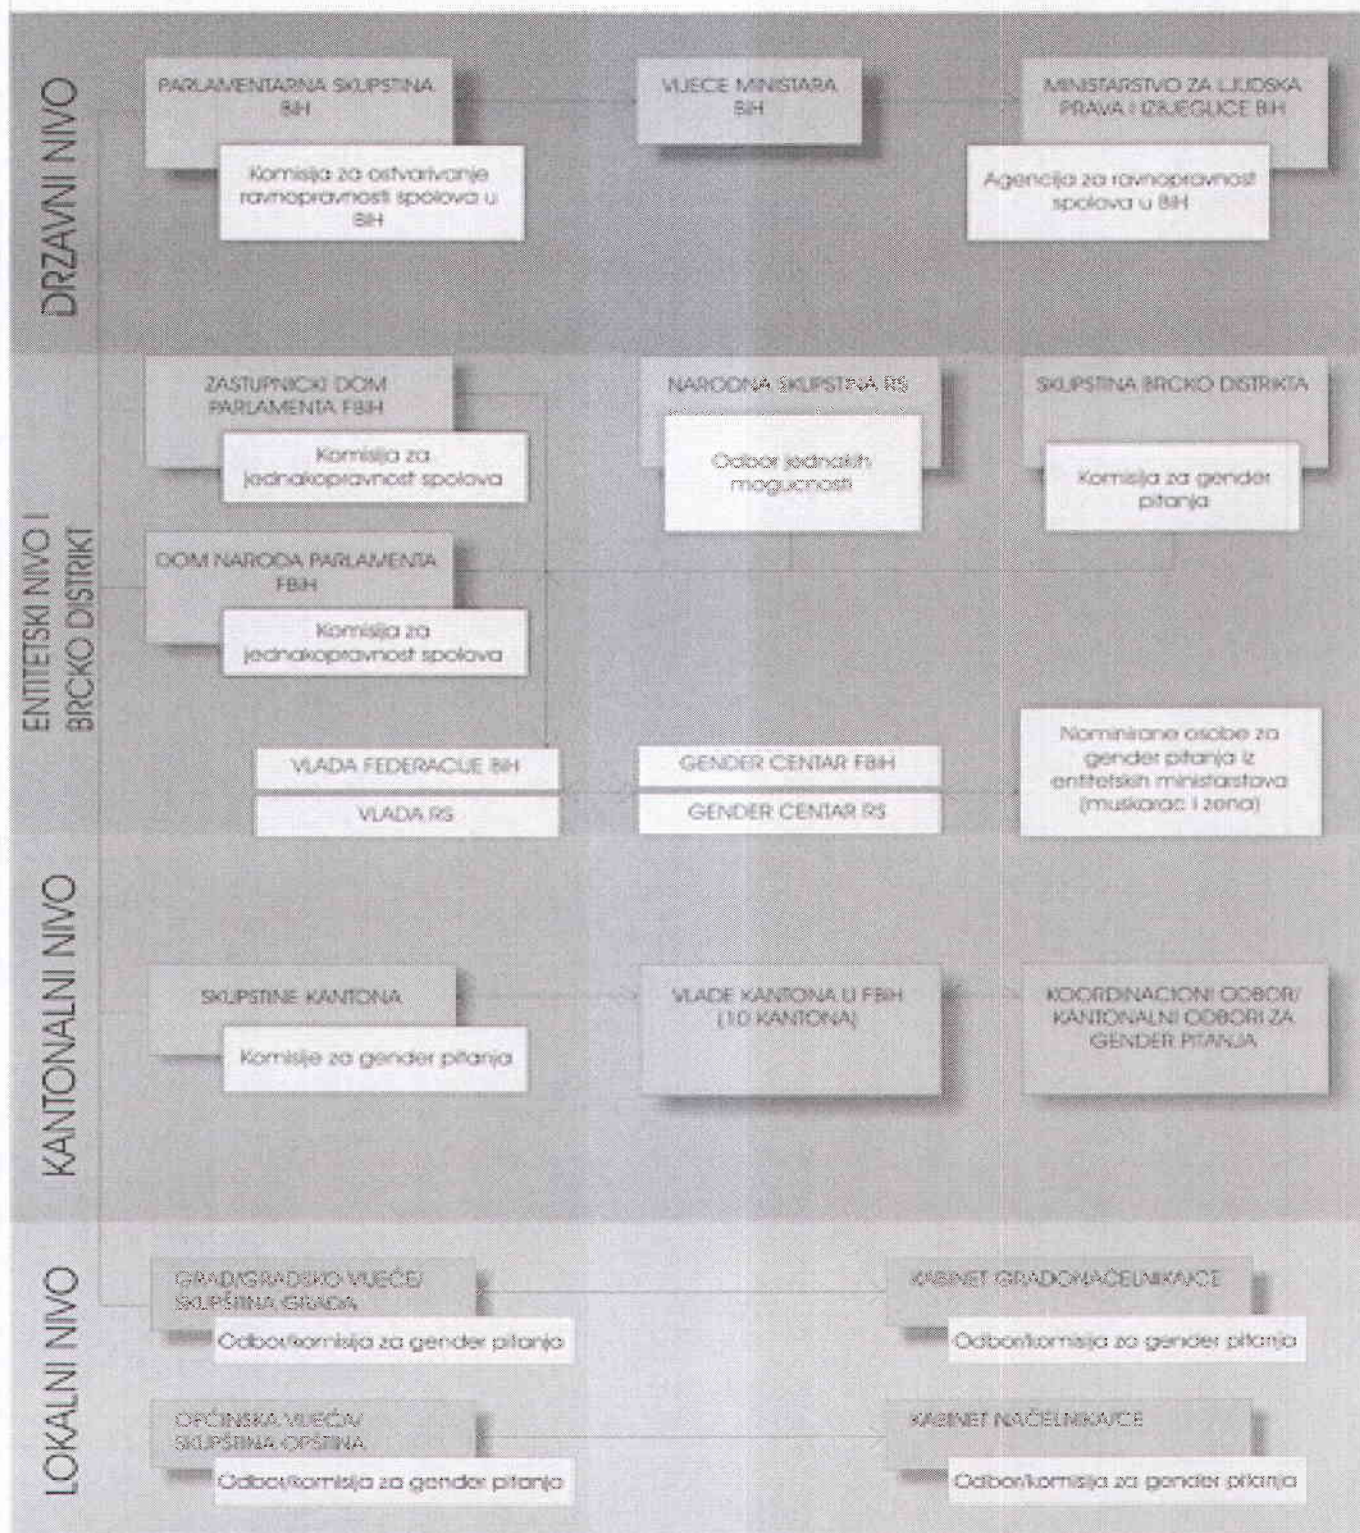 DRZAVNI NIVO
PARLAMENTARNA SKUPSTINA
BIH
Komisija za ostvarivanje
ravnopravnosti spolova u
BIH
VIJECE MINISTARA
BIH
MINISTARSTVO ZA LJUDSKA
PRAVA I IZBJEGLICE BIH
Agencija za ravnopravnost
spolova u BIH
ENTITETSKI NIVO I
BRCKO DISTRIKT
ZASTUPNICKI DOM
PARLAMENTA FBIH
Komisija za
jednakopravnost spolova
NARODNA SKUPSTINA RS
Odbor jednakih
mogucnosti
SKUPSTINA BRCKO DISTRIKTA
Komisija za gender
pitanja
DOM NARODA PARLAMENTA
FBIH
Komisija za
jednakopravnost spolova
VLADA FEDERACIJE BIH
VLADA RS
GENDER CENTAR FBIH
GENDER CENTAR RS
Nominirane osobe za
gender pitanja iz
entitetskih ministarstava
(muskarac i zena)
KANTONALNI NIVO
SKUPSTINE KANTONA
Komisije za gender pitanja
VLADE KANTONA U FBIH
(10 KANTONA)
KOORDINACIONI ODBOR/
KANTONALNI ODBORI ZA
GENDER PITANJA
LOKALNI NIVO
GRAD/GRADSKO VIJEĆE/
SKUPŠTINA GRADA
Odbor/komisija za gender pitanja
KABINET GRADONAČELNIKA/CE
Odbor/komisija za gender pitanja
OPĆINSKA VIJEĆA/
SKUPŠTINA OPŠTINA
Odbor/komisija za gender pitanja
KABINET NAČELNIKA/CE
Odbor/komisija za gender pitanja